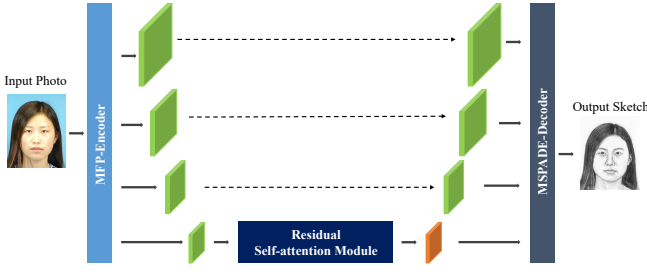 Input Photo
MFP-Encoder
Residual
Self-attention Module
MSPADE-Decoder
Output Sketch